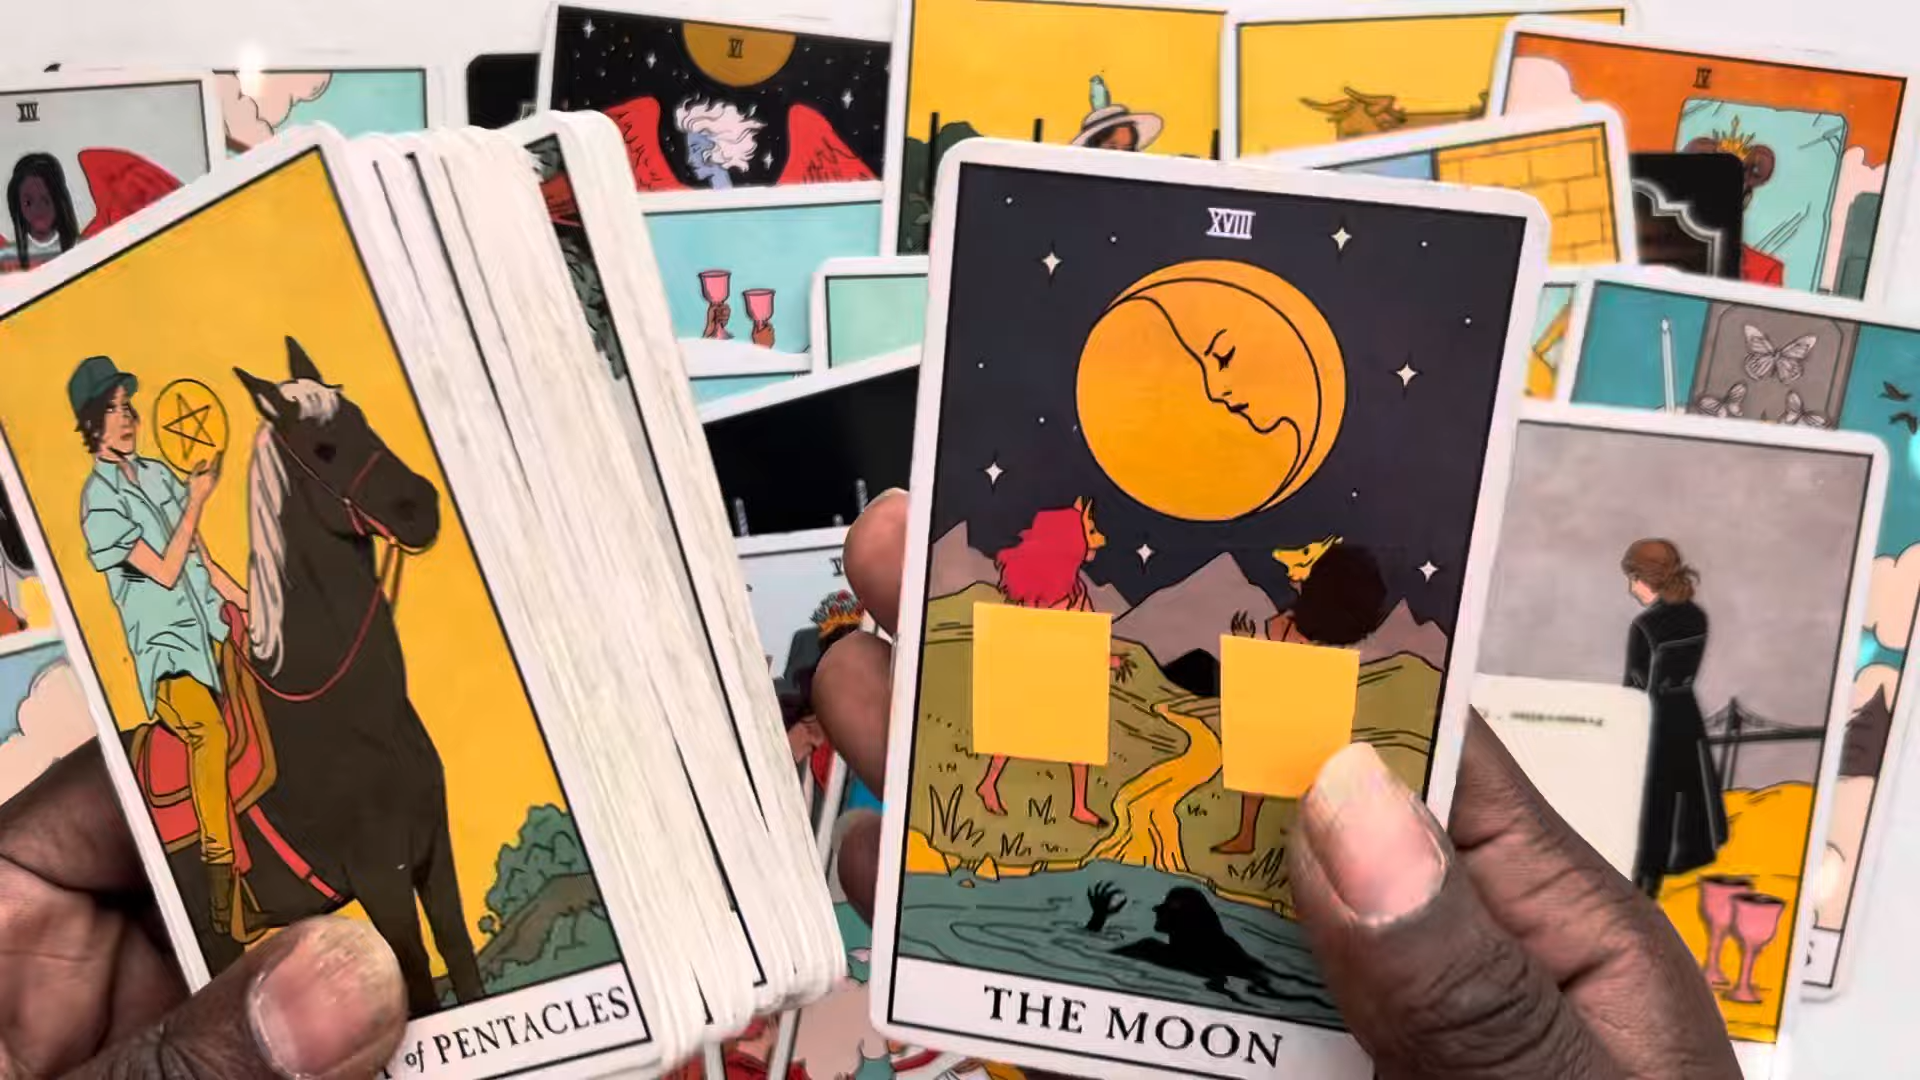 XIV
VI
IV
XVIII
of PENTACLES
THE MOON